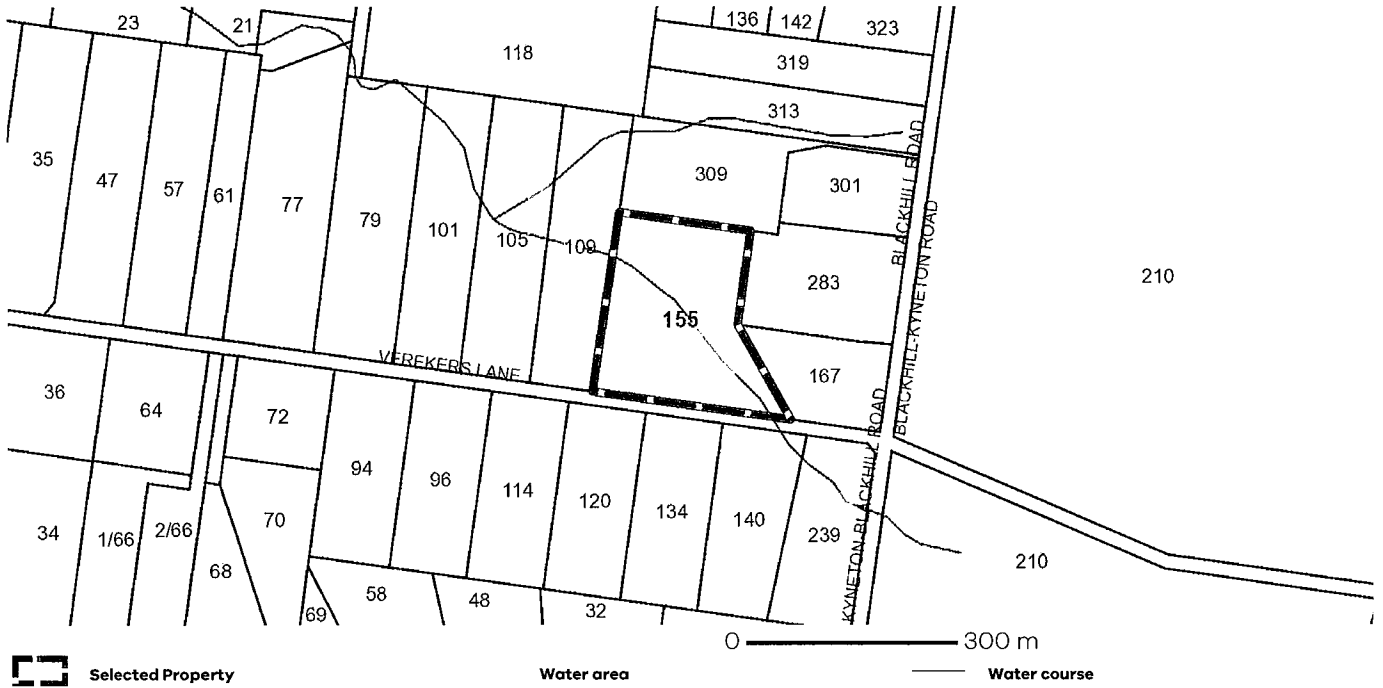 23 21 136 142 323
118
319
313
35 47 57 61 77 79 101 105 109 309 301
BLACKHILL ROAD
BLACKHILL-KYNETON ROAD
283
210
155
VEREKERS LANE
167
KYNETON-BLACKHILL ROAD
36 64 72
94 96 114 120 134 140 239
34 1/66 2/66 70
68
210
69 58 48 32
0 300 m
Selected Property Water area Water course